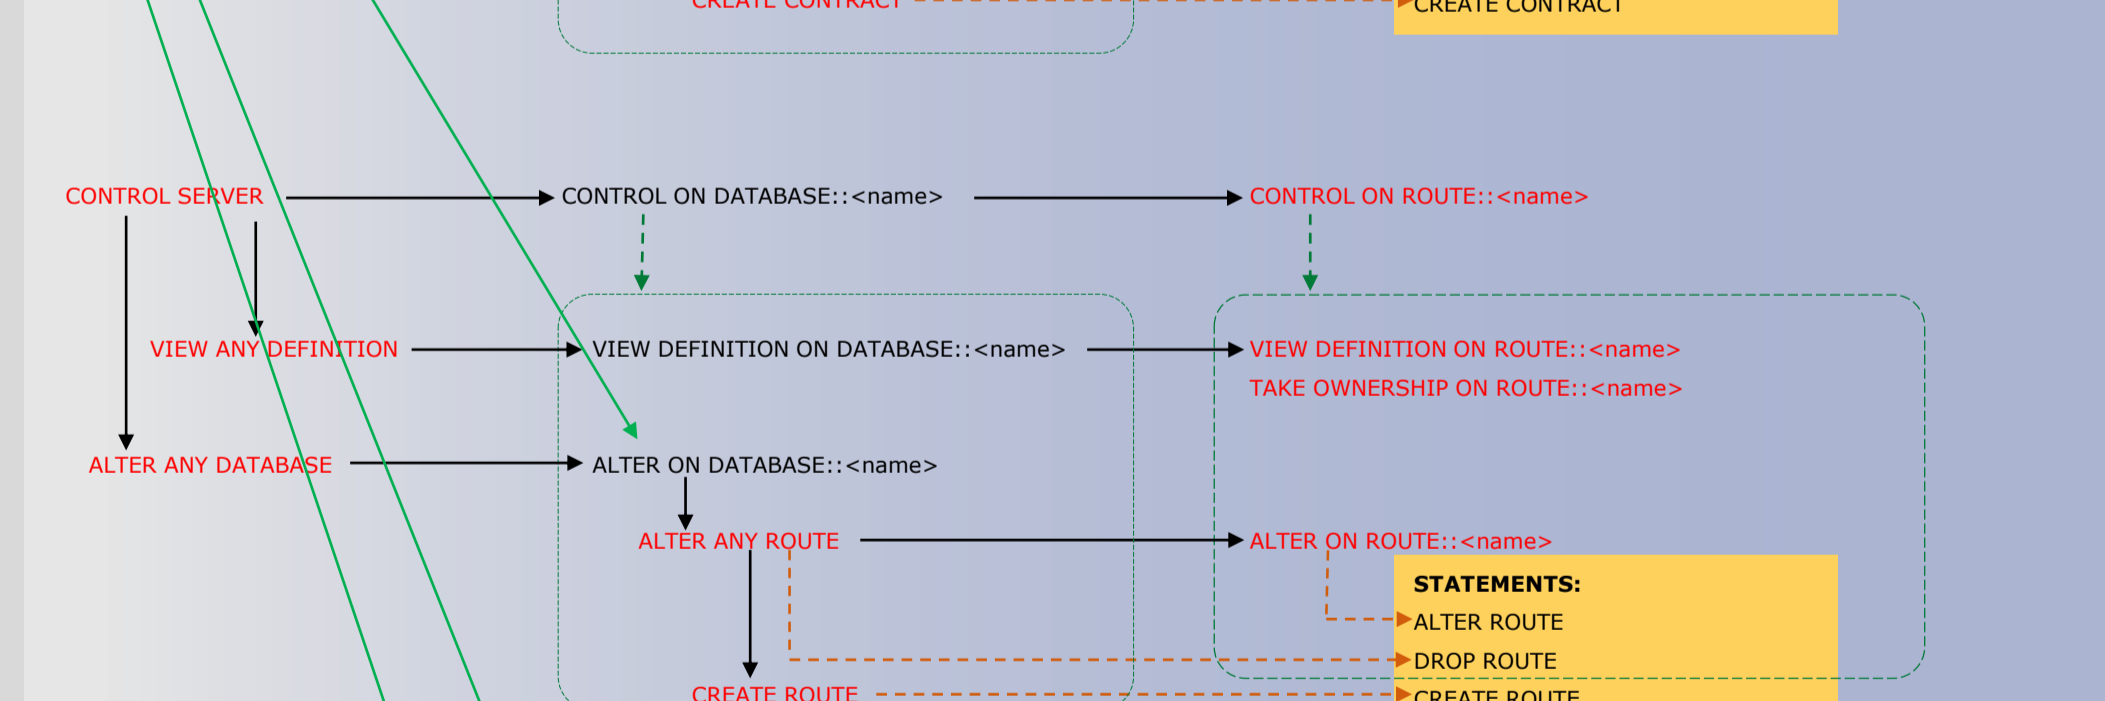 CREATE CONTRACT
CREATE CONTRACT
CONTROL SERVER
CONTROL ON DATABASE::<name>
CONTROL ON ROUTE::<name>
VIEW ANY DEFINITION
VIEW DEFINITION ON DATABASE::<name>
VIEW DEFINITION ON ROUTE::<name>
TAKE OWNERSHIP ON ROUTE::<name>
ALTER ANY DATABASE
ALTER ON DATABASE::<name>
ALTER ANY ROUTE
ALTER ON ROUTE::<name>
STATEMENTS:
ALTER ROUTE
DROP ROUTE
CREATE ROUTE
CREATE ROUTE